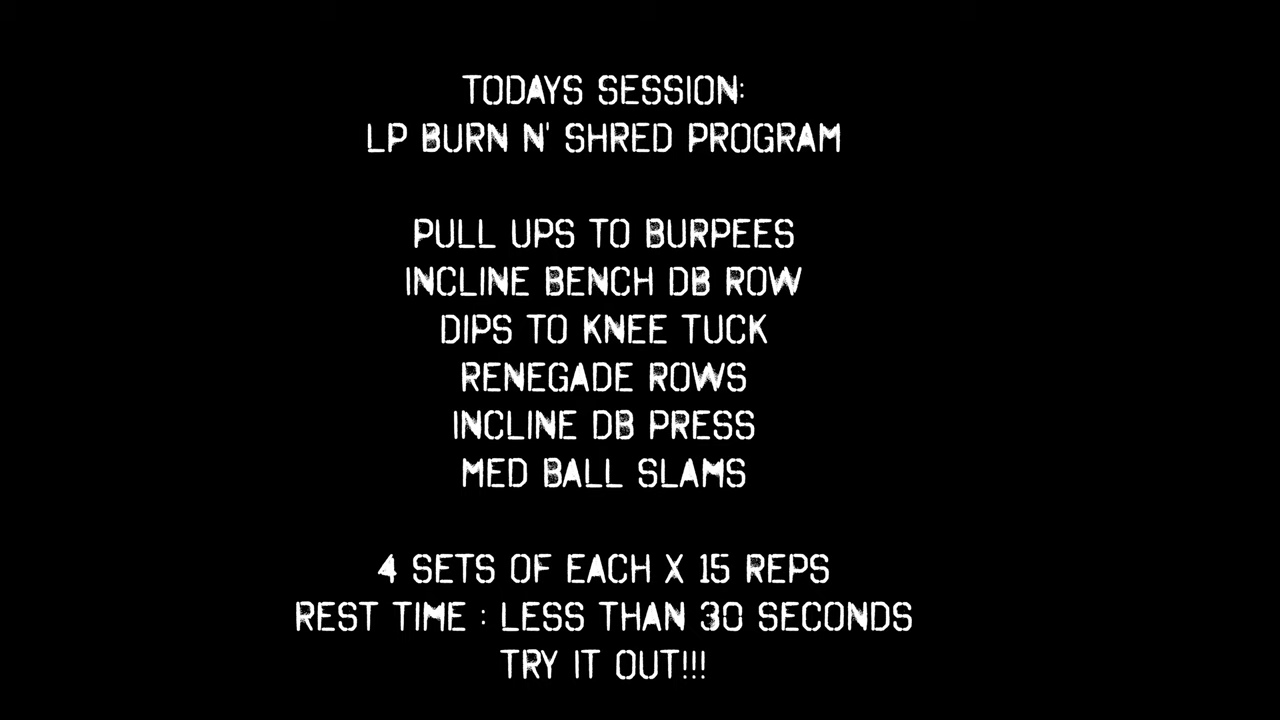 TODAYS SESSION:
LP BURN N' SHRED PROGRAM
PULL UPS TO BURPEES
INCLINE BENCH DB ROW
DIPS TO KNEE TUCK
RENEGADE ROWS
INCLINE DB PRESS
MED BALL SLAMS
4 SETS OF EACH X 15 REPS
REST TIME : LESS THAN 30 SECONDS
TRY IT OUT!!!